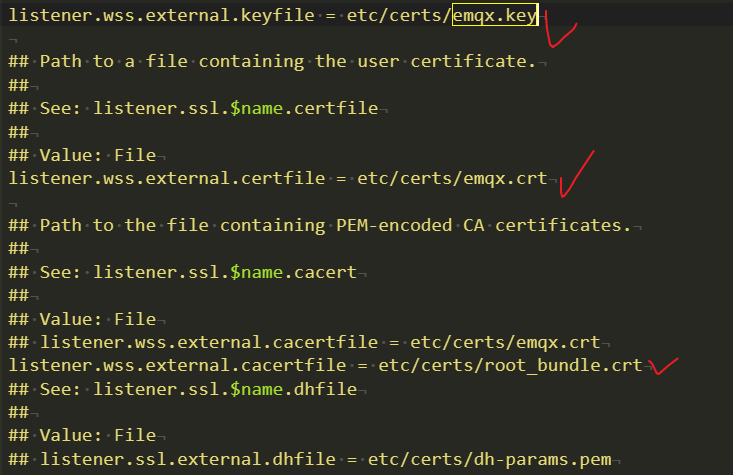 listener.wss.external.keyfile = etc/certs/emqx.key
## Path to a file containing the user certificate.
##
## See: listener.ssl.$name.certfile
##
## Value: File
listener.wss.external.certfile = etc/certs/emqx.crt
## Path to the file containing PEM-encoded CA certificates.
##
## See: listener.ssl.$name.cacert
##
## Value: File
## listener.wss.external.cacertfile = etc/certs/emqx.crt
listener.wss.external.cacertfile = etc/certs/root_bundle.crt
## See: listener.ssl.$name.dhfile
##
## Value: File
## listener.ssl.external.dhfile = etc/certs/dh-params.pem